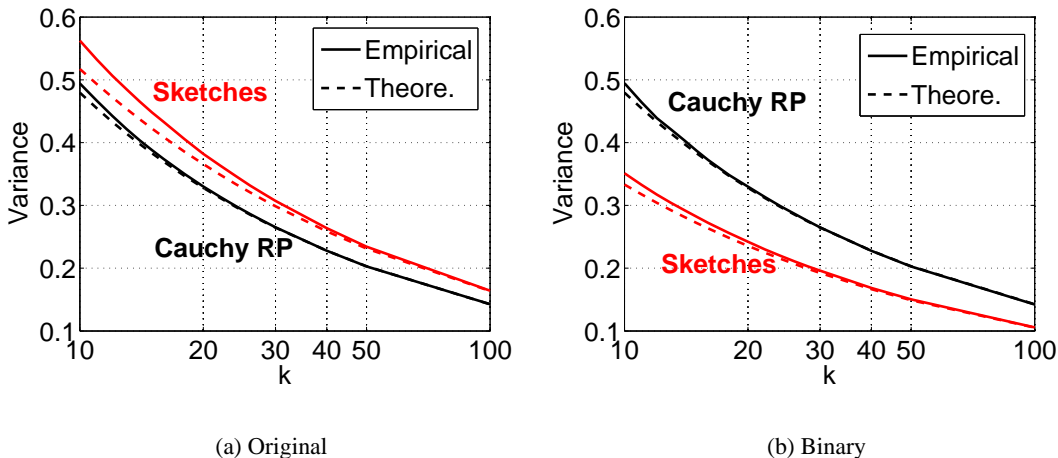 0.6
0.5
0.4
0.3
0.2
0.1
Variance
10
20
30
40
50
100
k
Empirical
Theore.
Sketches
Cauchy RP
(a) Original
0.6
0.5
0.4
0.3
0.2
0.1
Variance
10
20
30
40
50
100
k
Empirical
Theore.
Cauchy RP
Sketches
(b) Binary